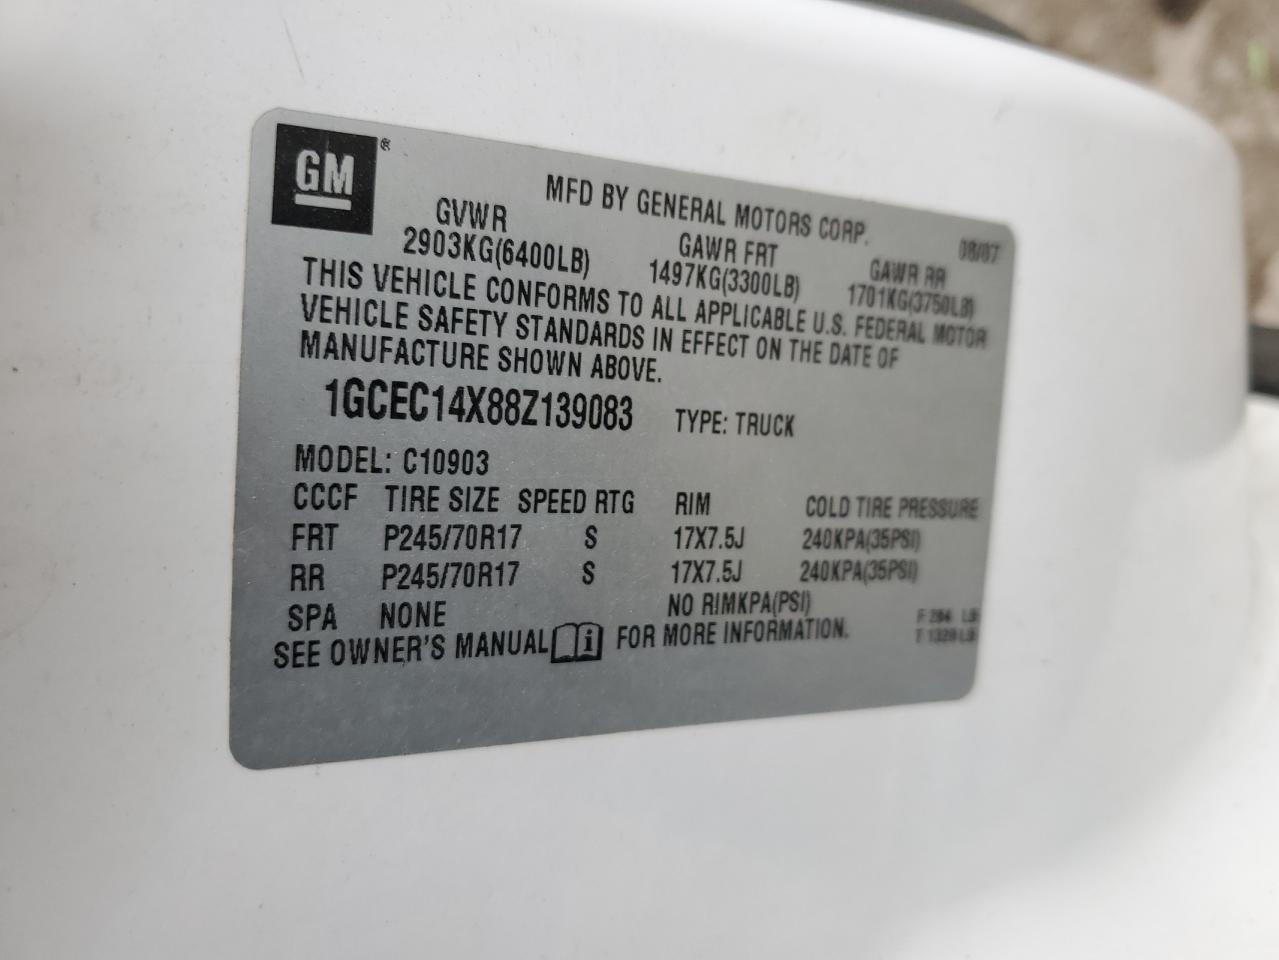 GM®
MFD BY GENERAL MOTORS CORP. 08/07
GVWR GAWR FRT GAWR RR
2903KG(6400LB) 1497KG(3300LB) 1701KG(3750LB)
THIS VEHICLE CONFORMS TO ALL APPLICABLE U.S. FEDERAL MOTOR
VEHICLE SAFETY STANDARDS IN EFFECT ON THE DATE OF
MANUFACTURE SHOWN ABOVE.
1GCEC14X88Z139083 TYPE: TRUCK
MODEL: C10903
CCCF TIRE SIZE SPEED RTG RIM COLD TIRE PRESSURE
FRT P245/70R17 S 17X7.5J 240KPA(35PSI)
RR P245/70R17 S 17X7.5J 240KPA(35PSI)
SPA NONE NO RIMKPA(PSI)
SEE OWNER'S MANUAL i FOR MORE INFORMATION.
F LB
T LB